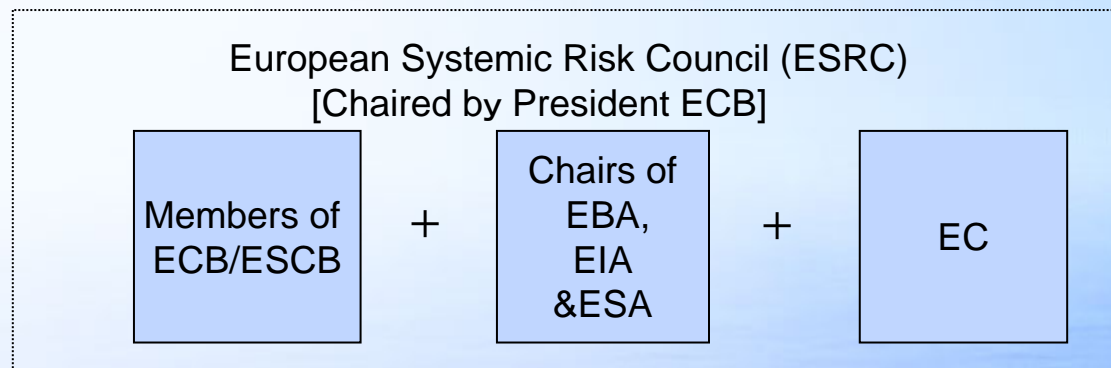 European Systemic Risk Council (ESRC)
[Chaired by President ECB]
Members of
ECB/ESCB
+
Chairs of
EBA,
EIA
&ESA
+
EC